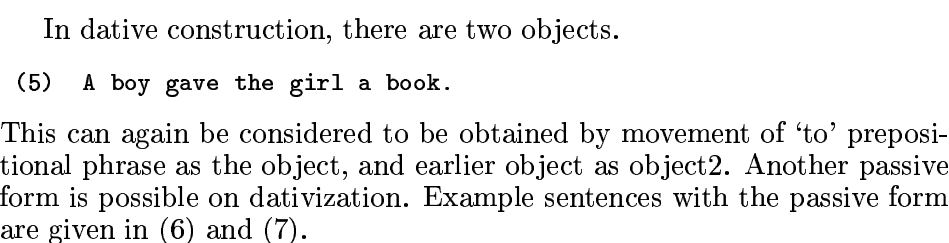 In dative construction, there are two objects.
(5) A boy gave the girl a book.
This can again be considered to be obtained by movement of ‘to’ preposi-
tional phrase as the object, and earlier object as object2. Another passive
form is possible on dativization. Example sentences with the passive form
are given in (6) and (7).